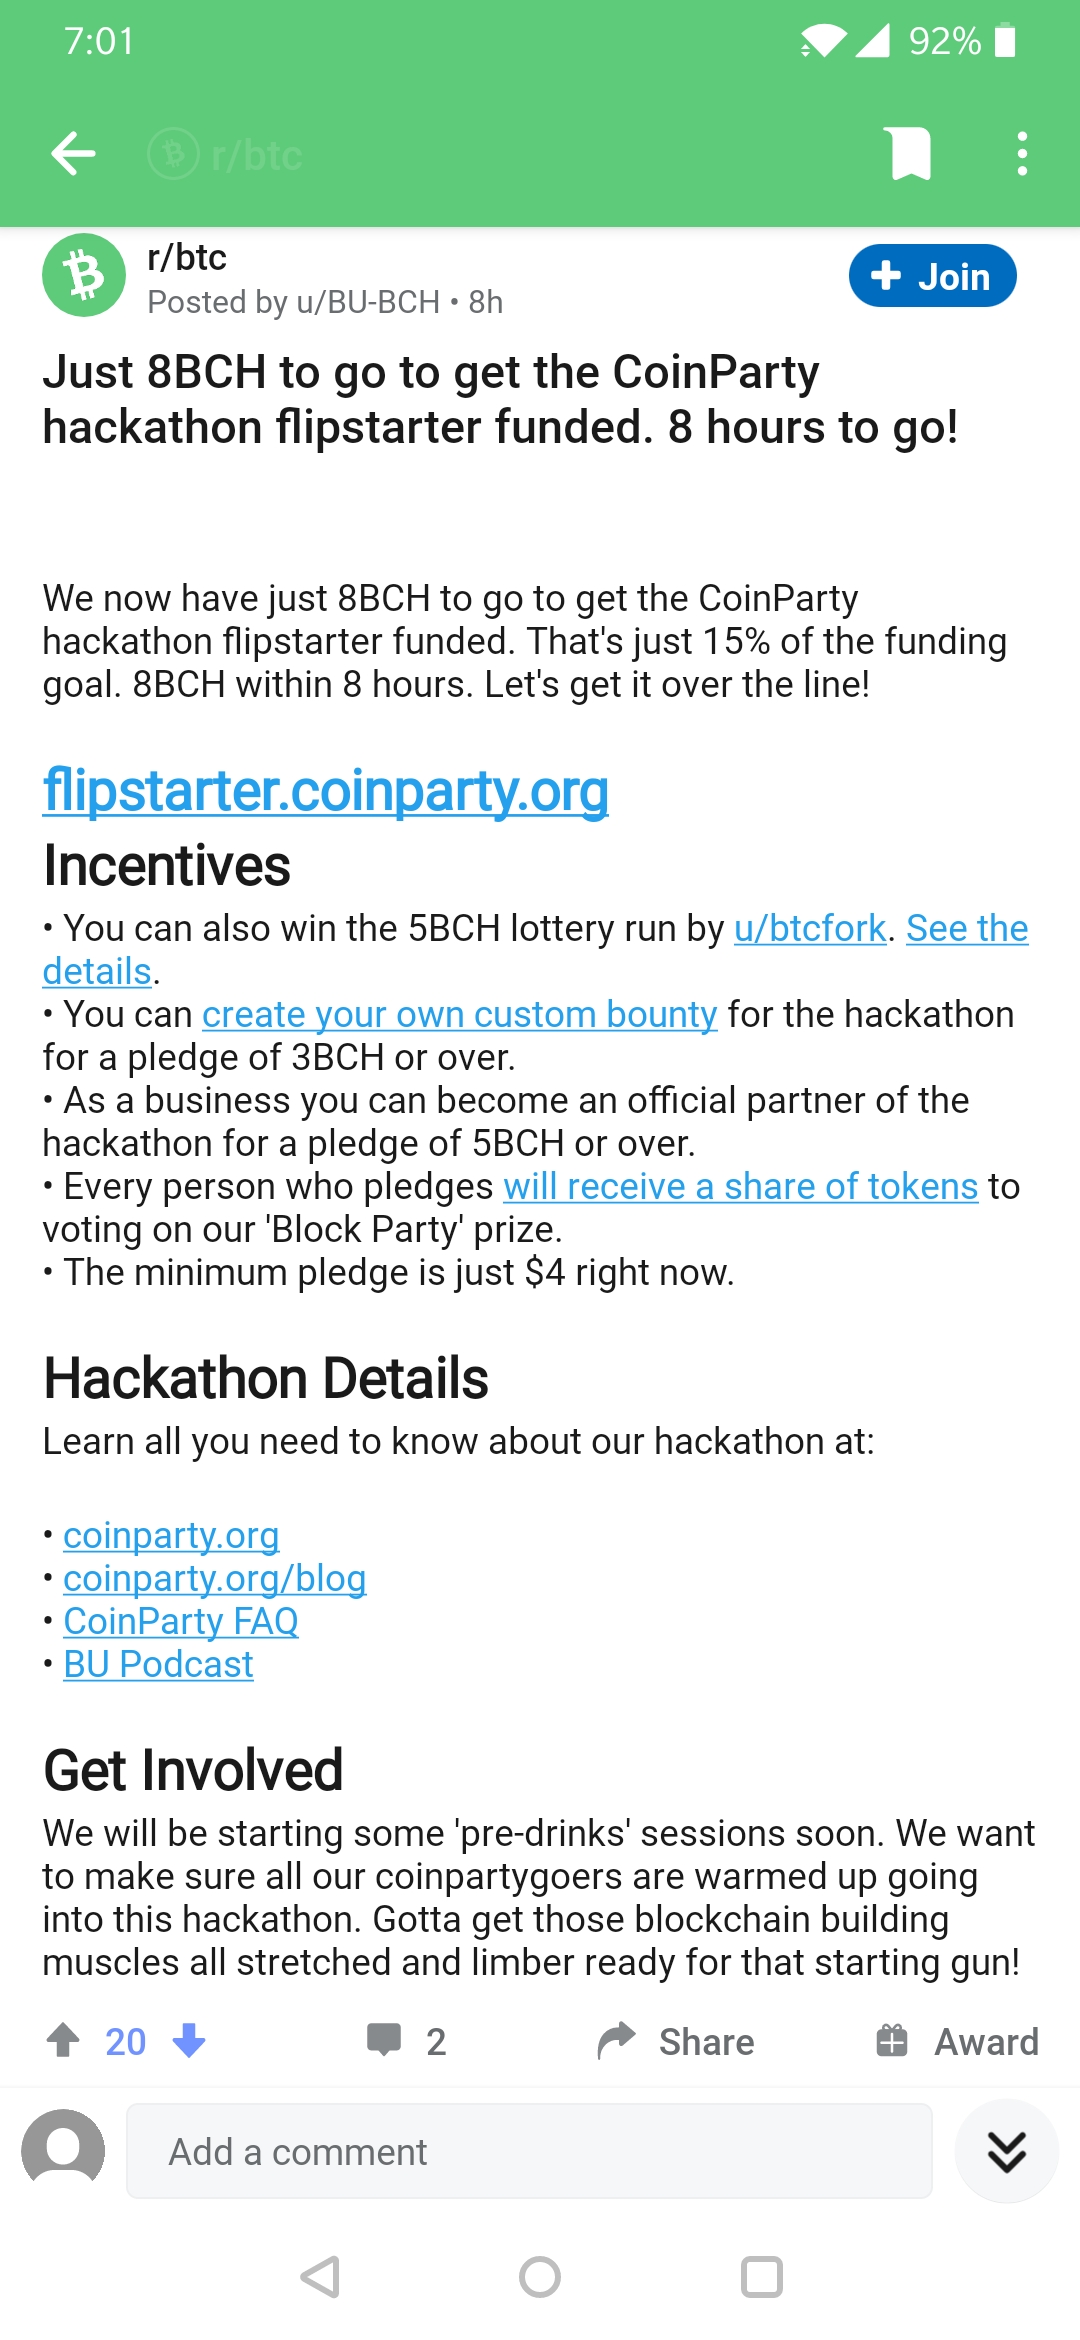 7:01
92%
r/btc
r/btc
Posted by u/BU-BCH • 8h
Join
Just 8BCH to go to get the CoinParty
hackathon flipstarter funded. 8 hours to go!
We now have just 8BCH to go to get the CoinParty
hackathon flipstarter funded. That's just 15% of the funding
goal. 8BCH within 8 hours. Let's get it over the line!
flipstarter.coinparty.org
Incentives
• You can also win the 5BCH lottery run by u/btcfork. See the
details.
• You can create your own custom bounty for the hackathon
for a pledge of 3BCH or over.
• As a business you can become an official partner of the
hackathon for a pledge of 5BCH or over.
• Every person who pledges will receive a share of tokens to
voting on our 'Block Party' prize.
• The minimum pledge is just $4 right now.
Hackathon Details
Learn all you need to know about our hackathon at:
• coinparty.org
• coinparty.org/blog
• CoinParty FAQ
• BU Podcast
Get Involved
We will be starting some 'pre-drinks' sessions soon. We want
to make sure all our coinpartygoers are warmed up going
into this hackathon. Gotta get those blockchain building
muscles all stretched and limber ready for that starting gun!
20
2
Share
Award
Add a comment